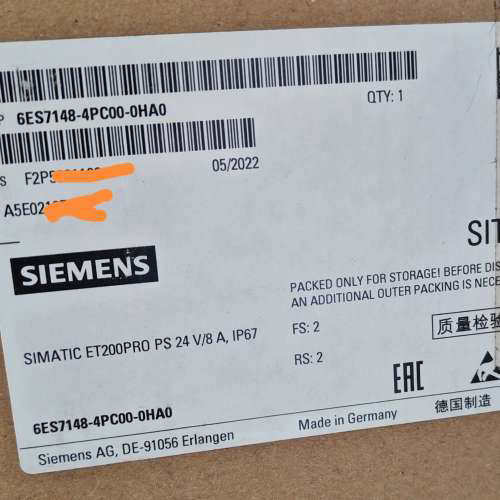 P 6ES7148-4PC00-0HA0
QTY: 1
S F2P5
05/2022
A5E02
SIEMENS
SIT
PACKED ONLY FOR STORAGE! BEFORE DIS
AN ADDITIONAL OUTER PACKING IS NECE
SIMATIC ET200PRO PS 24 V/8 A, IP67
FS: 2
质量检验
RS: 2
EAC
6ES7148-4PC00-0HA0
Made in Germany
德国制造
Siemens AG, DE-91056 Erlangen